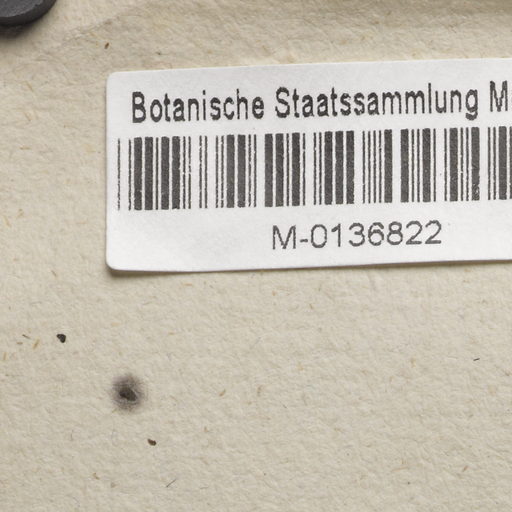 Botanische Staatssammlung M
M-0136822